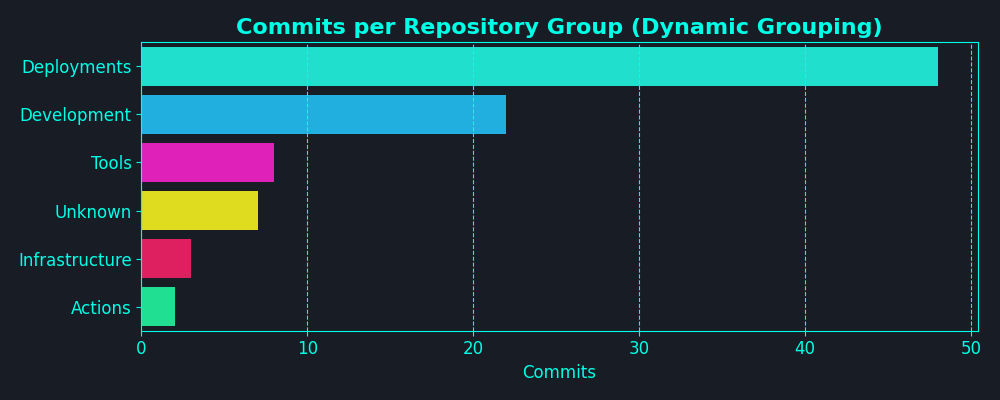 Commits per Repository Group (Dynamic Grouping)
Deployments
Development
Tools
Unknown
Infrastructure
Actions
0 10 20 30 40 50
Commits